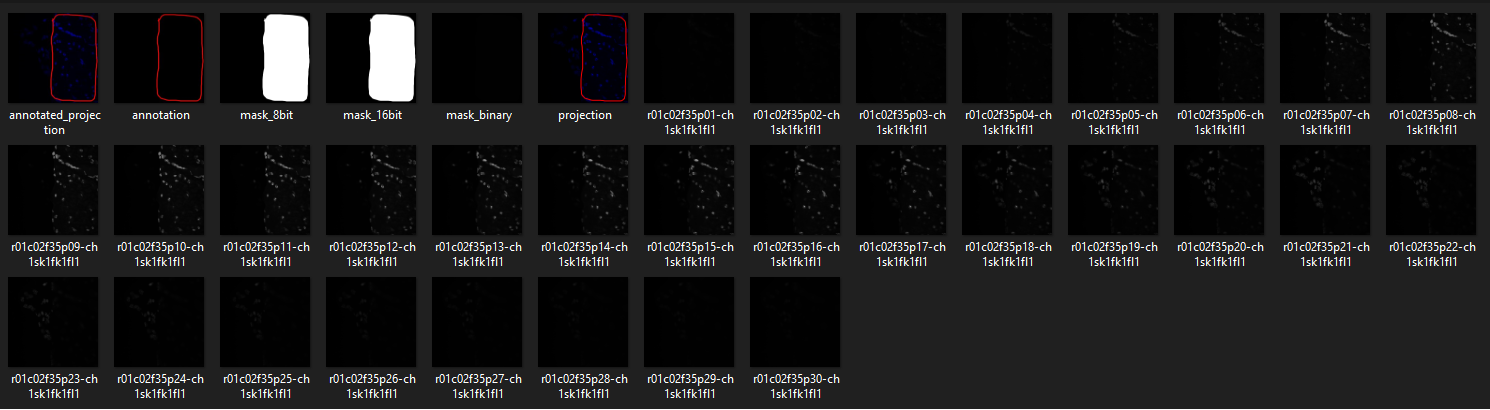 annotated_projec
tion
annotation
mask_8bit
mask_16bit
mask_binary
projection
r01c02f35p01-ch
1sk1fk1fl1
r01c02f35p02-ch
1sk1fk1fl1
r01c02f35p03-ch
1sk1fk1fl1
r01c02f35p04-ch
1sk1fk1fl1
r01c02f35p05-ch
1sk1fk1fl1
r01c02f35p06-ch
1sk1fk1fl1
r01c02f35p07-ch
1sk1fk1fl1
r01c02f35p08-ch
1sk1fk1fl1
r01c02f35p09-ch
1sk1fk1fl1
r01c02f35p10-ch
1sk1fk1fl1
r01c02f35p11-ch
1sk1fk1fl1
r01c02f35p12-ch
1sk1fk1fl1
r01c02f35p13-ch
1sk1fk1fl1
r01c02f35p14-ch
1sk1fk1fl1
r01c02f35p15-ch
1sk1fk1fl1
r01c02f35p16-ch
1sk1fk1fl1
r01c02f35p17-ch
1sk1fk1fl1
r01c02f35p18-ch
1sk1fk1fl1
r01c02f35p19-ch
1sk1fk1fl1
r01c02f35p20-ch
1sk1fk1fl1
r01c02f35p21-ch
1sk1fk1fl1
r01c02f35p22-ch
1sk1fk1fl1
r01c02f35p23-ch
1sk1fk1fl1
r01c02f35p24-ch
1sk1fk1fl1
r01c02f35p25-ch
1sk1fk1fl1
r01c02f35p26-ch
1sk1fk1fl1
r01c02f35p27-ch
1sk1fk1fl1
r01c02f35p28-ch
1sk1fk1fl1
r01c02f35p29-ch
1sk1fk1fl1
r01c02f35p30-ch
1sk1fk1fl1